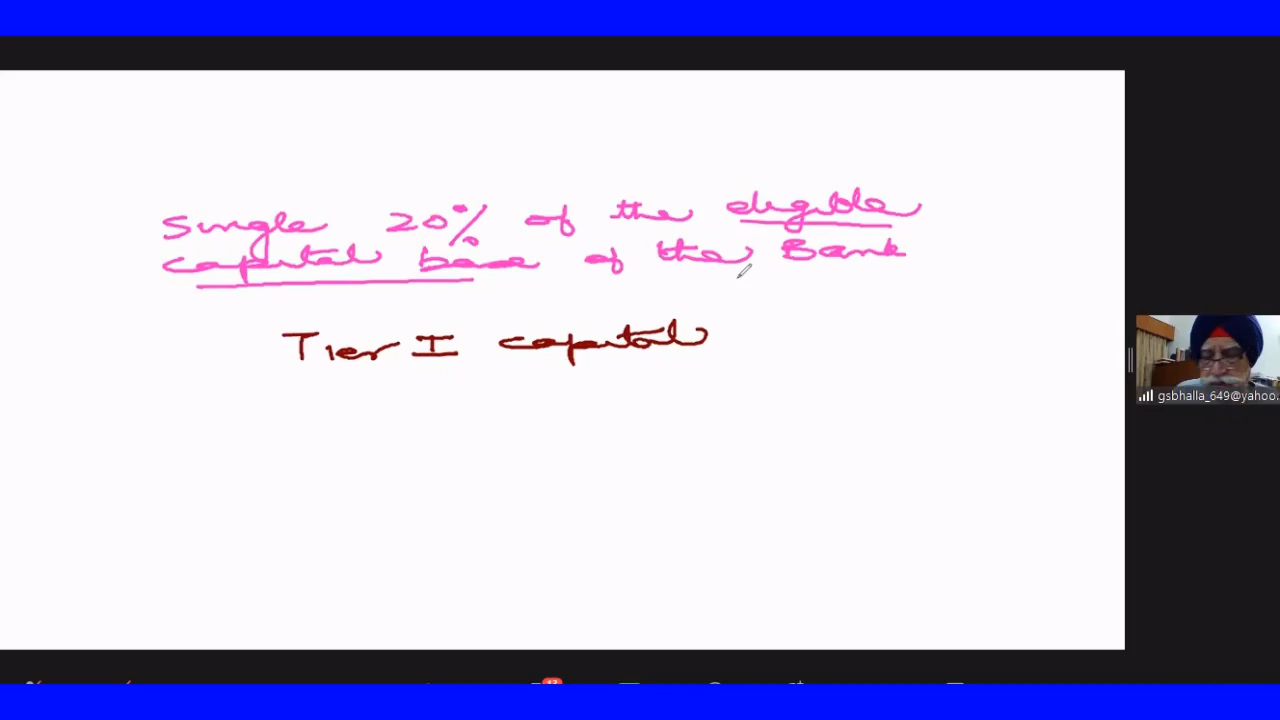 Single 20% of the eligible
capital base of the Bank
Tier I capital
gsbhalla_649@yahoo.